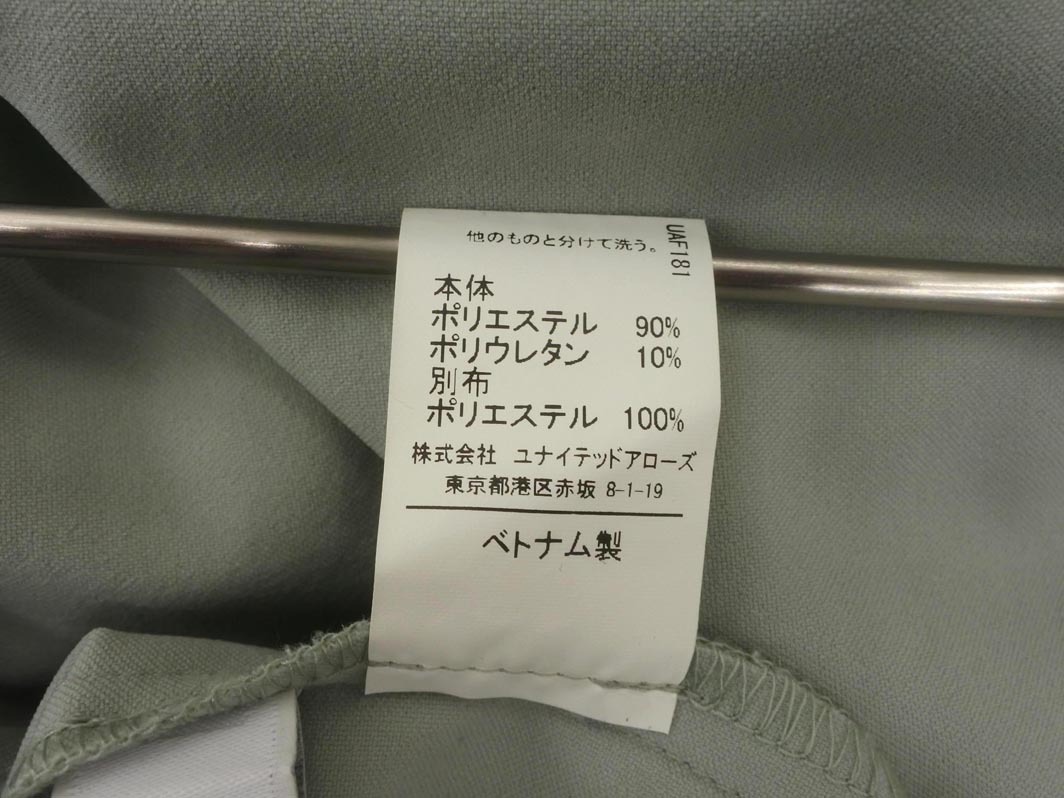 他のものと分けて洗う。
UAF181
本体
ポリエステル 90%
ポリウレタン 10%
別布
ポリエステル 100%
株式会社 ユナイテッドアローズ
東京都港区赤坂 8-1-19
ベトナム製